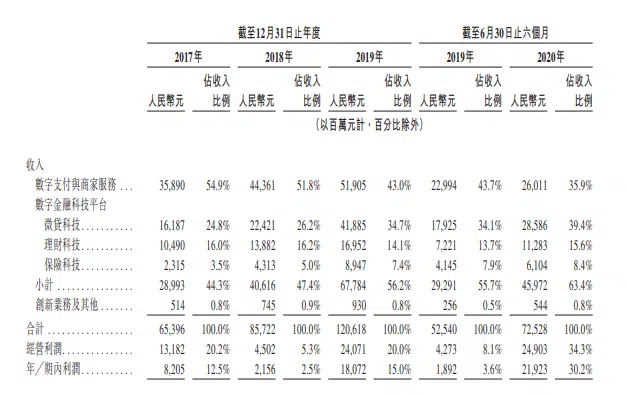 截至12月31日止年度 截至6月30日止六個月
2017年 2018年 2019年 2019年 2020年
佔收入 佔收入 佔收入 佔收入 佔收入
人民幣元 比例 人民幣元 比例 人民幣元 比例 人民幣元 比例 人民幣元 比例
(以百萬元計，百分比除外)
收入
數字支付與商家服務 ... 35,890 54.9% 44,361 51.8% 51,905 43.0% 22,994 43.7% 26,011 35.9%
數字金融科技平台
微貸科技........... 16,187 24.8% 22,421 26.2% 41,885 34.7% 17,925 34.1% 28,586 39.4%
理財科技........... 10,490 16.0% 13,882 16.2% 16,952 14.1% 7,221 13.7% 11,283 15.6%
保險科技........... 2,315 3.5% 4,313 5.0% 8,947 7.4% 4,145 7.9% 6,104 8.4%
小計 ............... 28,993 44.3% 40,616 47.4% 67,784 56.2% 29,291 55.7% 45,972 63.4%
創新業務及其他....... 514 0.8% 745 0.9% 930 0.8% 256 0.5% 544 0.8%
合計 ................ 65,396 100.0% 85,722 100.0% 120,618 100.0% 52,540 100.0% 72,528 100.0%
經營利潤............. 13,182 20.2% 4,502 5.3% 24,071 20.0% 4,273 8.1% 24,903 34.3%
年／期內利潤.......... 8,205 12.5% 2,156 2.5% 18,072 15.0% 1,892 3.6% 21,923 30.2%